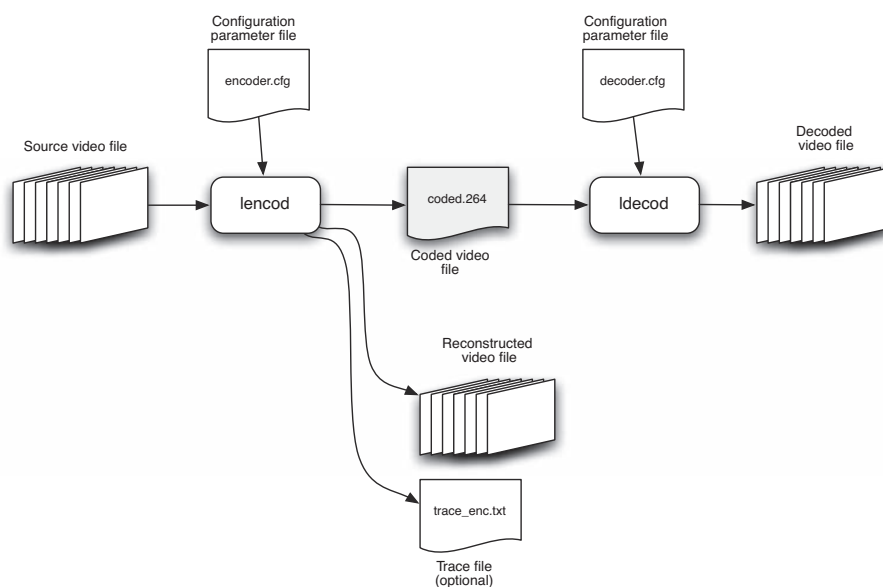 Configuration
parameter file
encoder.cfg
Configuration
parameter file
decoder.cfg
Source video file
lencod
coded.264
Coded video
file
ldecod
Decoded
video file
Reconstructed
video file
trace_enc.txt
Trace file
(optional)